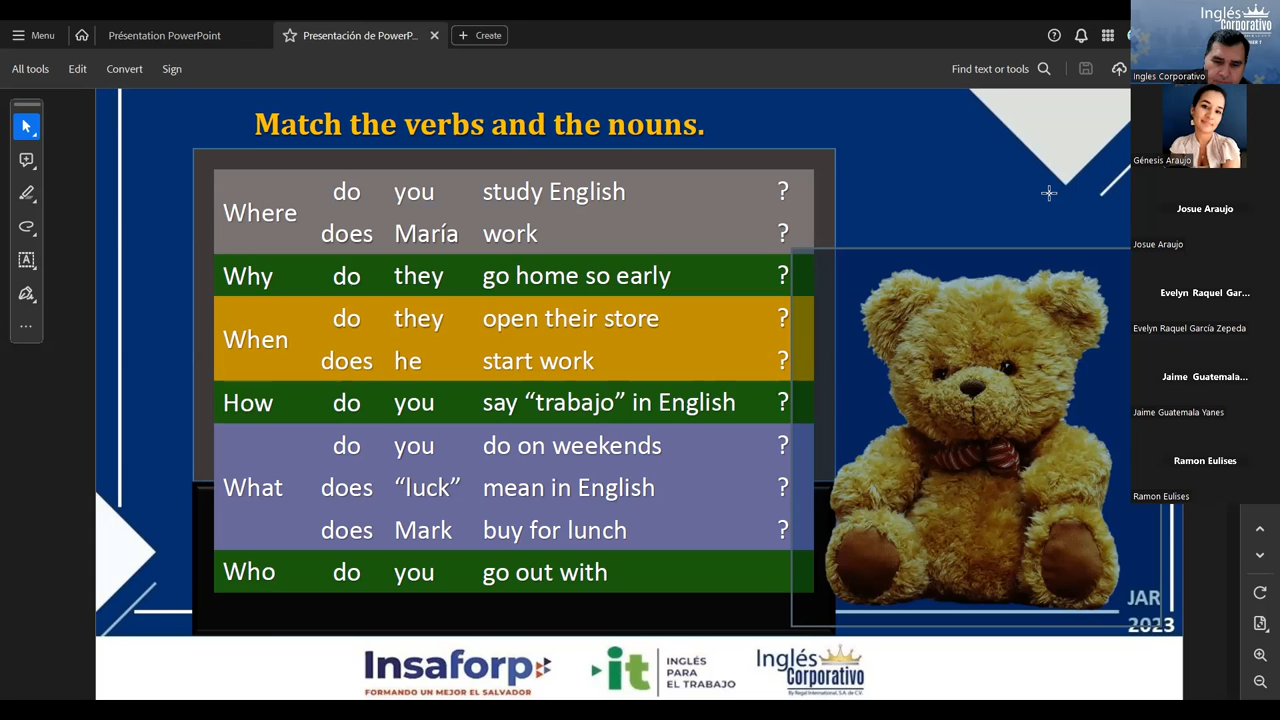 Menu
Présentation PowerPoint
Presentación de PowerP...
Create
All tools
Edit
Convert
Sign
Find text or tools
Match the verbs and the nouns.
Where
do you study English ?
does María work ?
Why do they go home so early ?
When
do they open their store ?
does he start work ?
How do you say “trabajo” in English ?
What
do you do on weekends ?
does “luck” mean in English ?
does Mark buy for lunch ?
Who do you go out with
JAR
2023
Insaforp
FORMANDO UN MEJOR EL SALVADOR
it
INGLÉS
PARA
EL TRABAJO
Inglés
Corporativo
By Regal International, S.A. de C.V.
Inglés
Corporativo
Ingles Corporativo
Génesis Araujo
Josue Araujo
Josue Araujo
Evelyn Raquel Gar...
Evelyn Raquel García Zepeda
Jaime Guatemala...
Jaime Guatemala Yanes
Ramon Eulises
Ramon Eulises